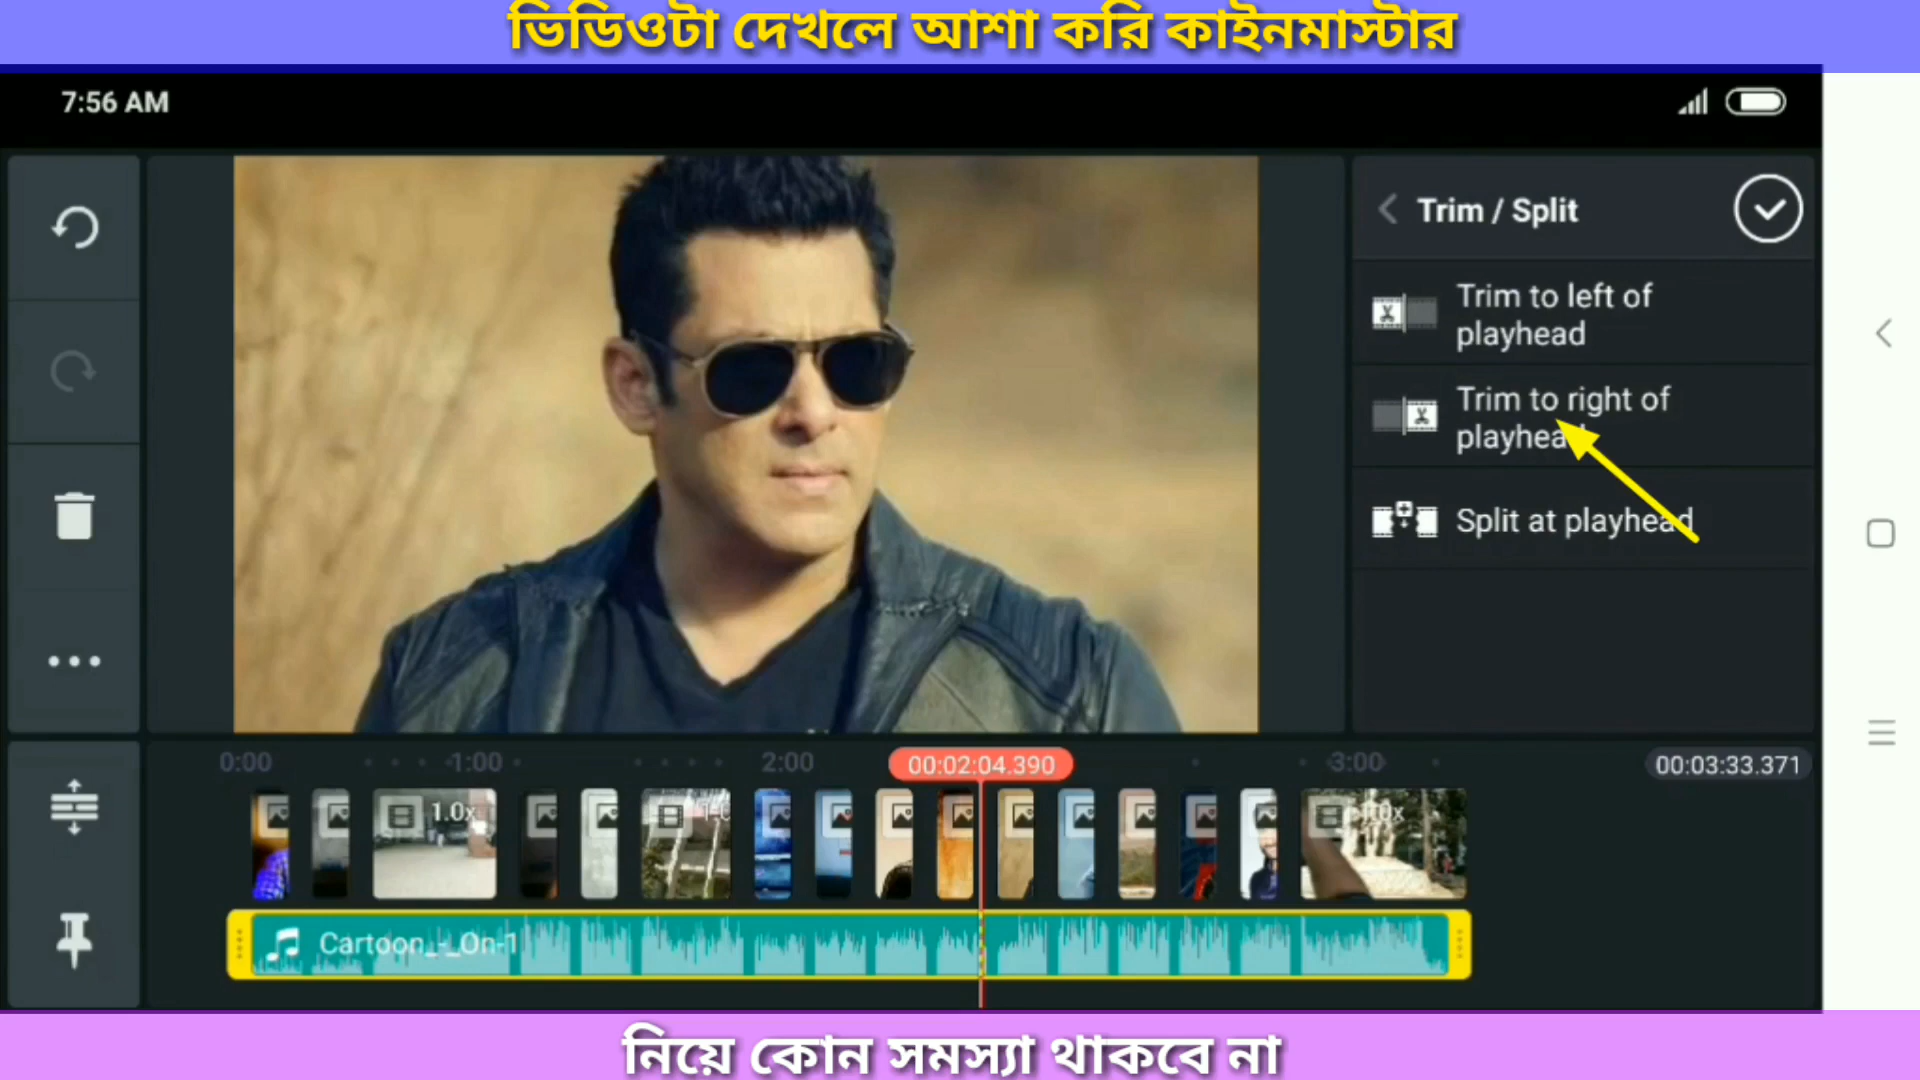 ভিডিওটা দেখলে আশা করি কাইনমাস্টার
7:56 AM
Trim / Split
Trim to left of
playhead
Trim to right of
playhead
Split at playhead
0:00
1:00
2:00
00:02:04.390
3:00
00:03:33.371
1.0x
Cartoon_-_On-1
নিয়ে কোন সমস্যা থাকবে না